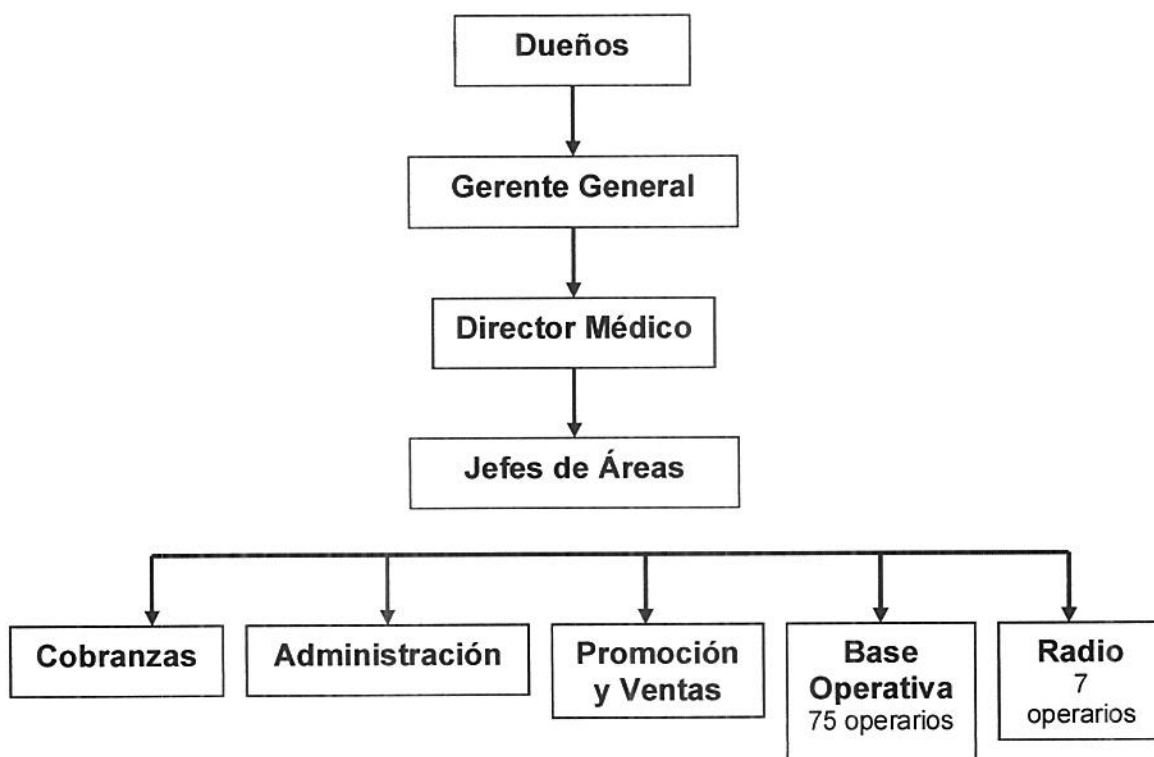 Dueños
Gerente General
Director Médico
Jefes de Áreas
Cobranzas
Administración
Promoción
y Ventas
Base
Operativa
75 operarios
Radio
7
operarios